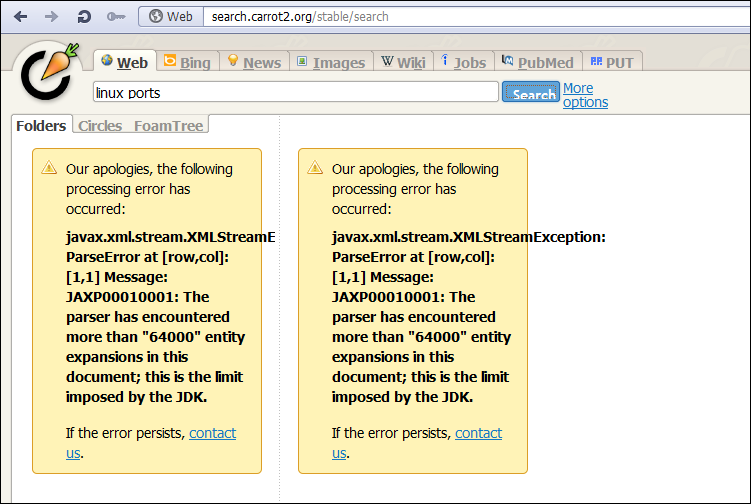 Web search.carrot2.org/stable/search
Web Bing News Images Wiki Jobs PubMed PUT
linux ports Search More
options
Folders Circles FoamTree
Our apologies, the following
processing error has
occurred:
javax.xml.stream.XMLStreamE
ParseError at [row,col]:
[1,1] Message:
JAXP00010001: The
parser has encountered
more than "64000" entity
expansions in this
document; this is the limit
imposed by the JDK.
If the error persists, contact
us.
Our apologies, the following
processing error has
occurred:
javax.xml.stream.XMLStreamException:
ParseError at [row,col]:
[1,1] Message:
JAXP00010001: The
parser has encountered
more than "64000" entity
expansions in this
document; this is the limit
imposed by the JDK.
If the error persists, contact
us.